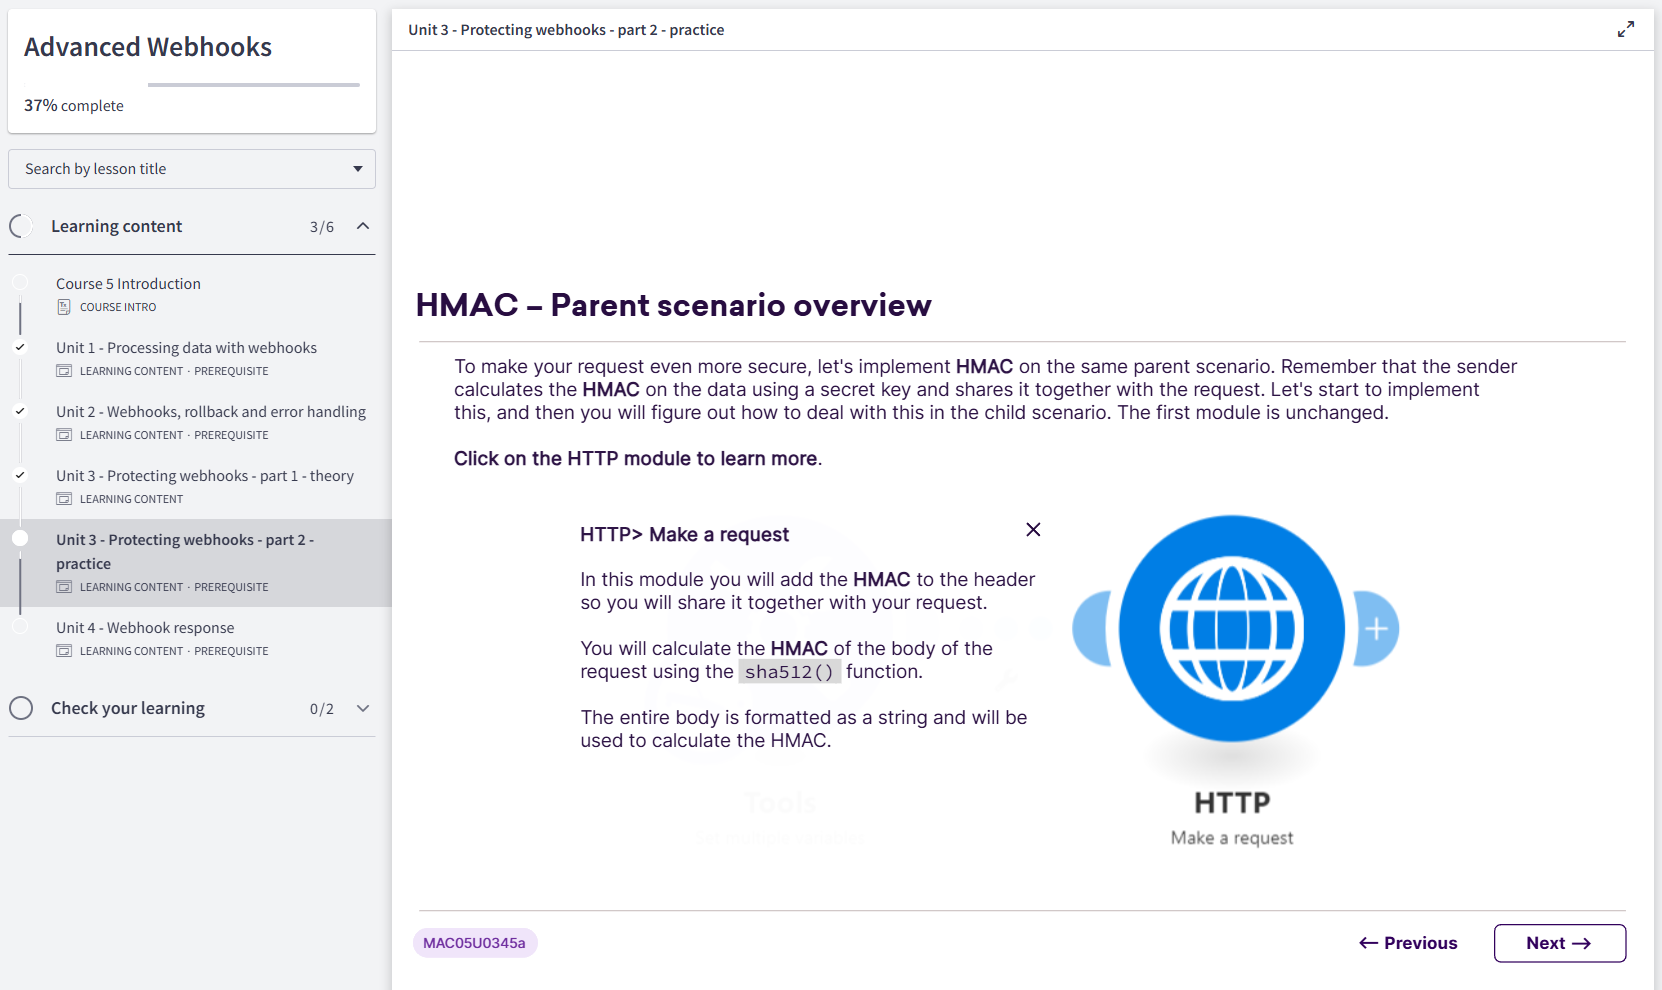 Advanced Webhooks
37% complete
Search by lesson title
Learning content 3/6
Course 5 Introduction
COURSE INTRO
Unit 1 - Processing data with webhooks
LEARNING CONTENT · PREREQUISITE
Unit 2 - Webhooks, rollback and error handling
LEARNING CONTENT · PREREQUISITE
Unit 3 - Protecting webhooks - part 1 - theory
LEARNING CONTENT
Unit 3 - Protecting webhooks - part 2 -
practice
LEARNING CONTENT · PREREQUISITE
Unit 4 - Webhook response
LEARNING CONTENT · PREREQUISITE
Check your learning 0/2
Unit 3 - Protecting webhooks - part 2 - practice
HMAC – Parent scenario overview
To make your request even more secure, let's implement HMAC on the same parent scenario. Remember that the sender
calculates the HMAC on the data using a secret key and shares it together with the request. Let's start to implement
this, and then you will figure out how to deal with this in the child scenario. The first module is unchanged.
Click on the HTTP module to learn more.
HTTP> Make a request
In this module you will add the HMAC to the header
so you will share it together with your request.
You will calculate the HMAC of the body of the
request using the sha512() function.
The entire body is formatted as a string and will be
used to calculate the HMAC.
Tools
HTTP
Make a request
MAC05U0345a
← Previous
Next →